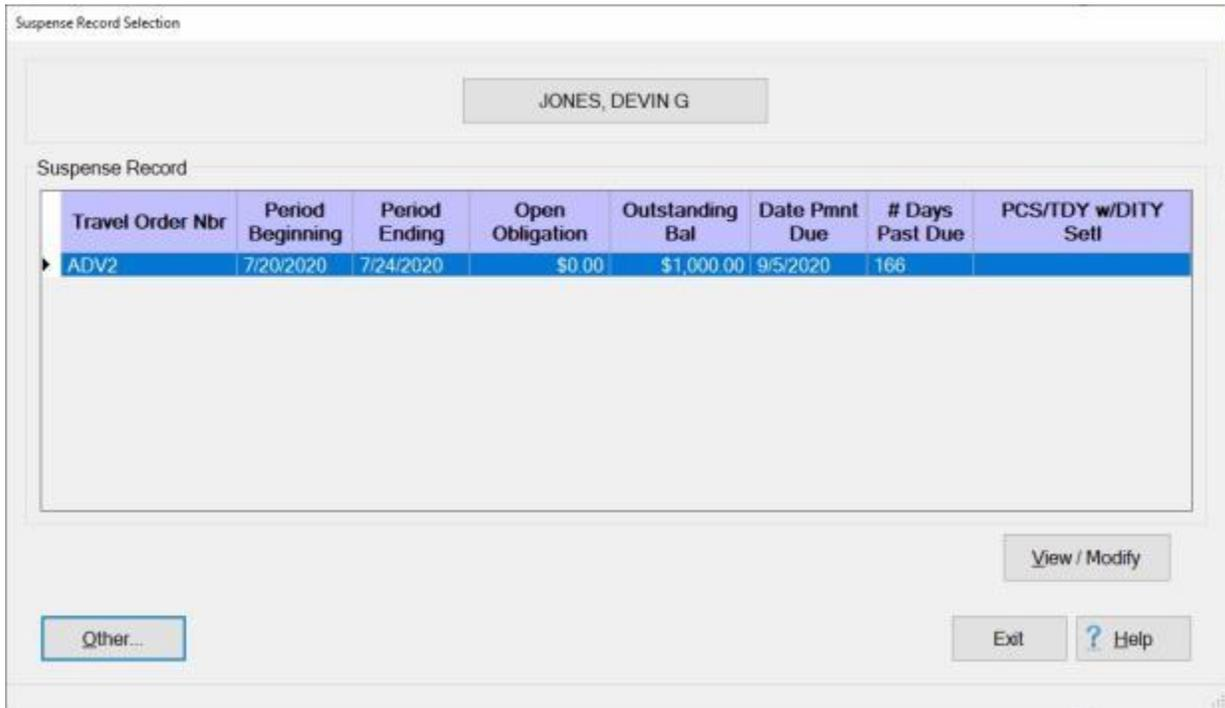 Suspense Record Selection
JONES, DEVIN G
Suspense Record
Travel Order Nbr Period Beginning Period Ending Open Obligation Outstanding Bal Date Pmnt Due # Days Past Due PCS/TDY w/DITY Setl
ADV2 7/20/2020 7/24/2020 $0.00 $1,000.00 9/5/2020 166
View / Modify
Other... Exit ? Help